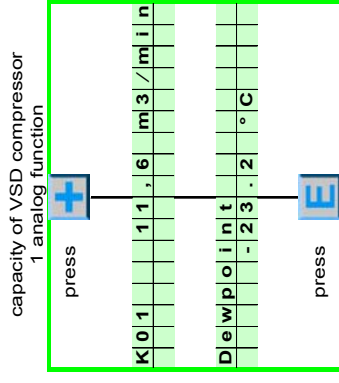 capacity of VSD compressor
1 analog function
press
+
K01 11,6 m3/min
Dewpoint
-23.2 °C
press
E